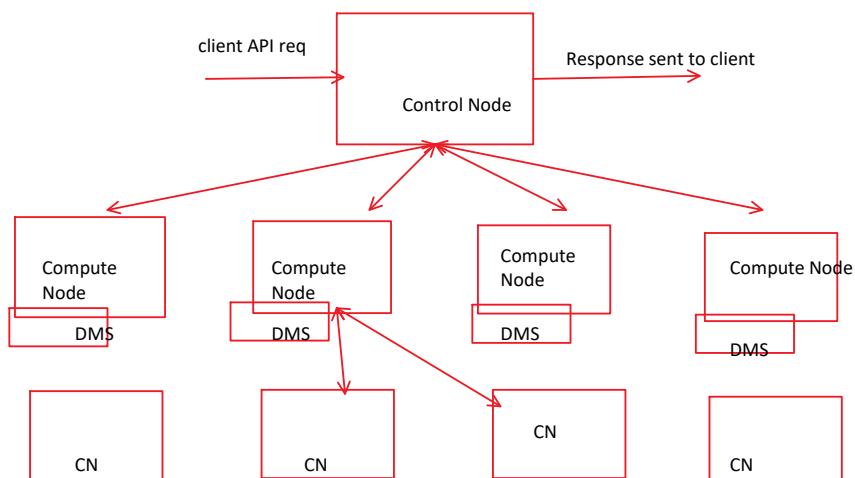 client API req
Response sent to client
Control Node
Compute
Node
Compute
Node
Compute
Node
Compute Node
DMS
DMS
DMS
DMS
CN
CN
CN
CN